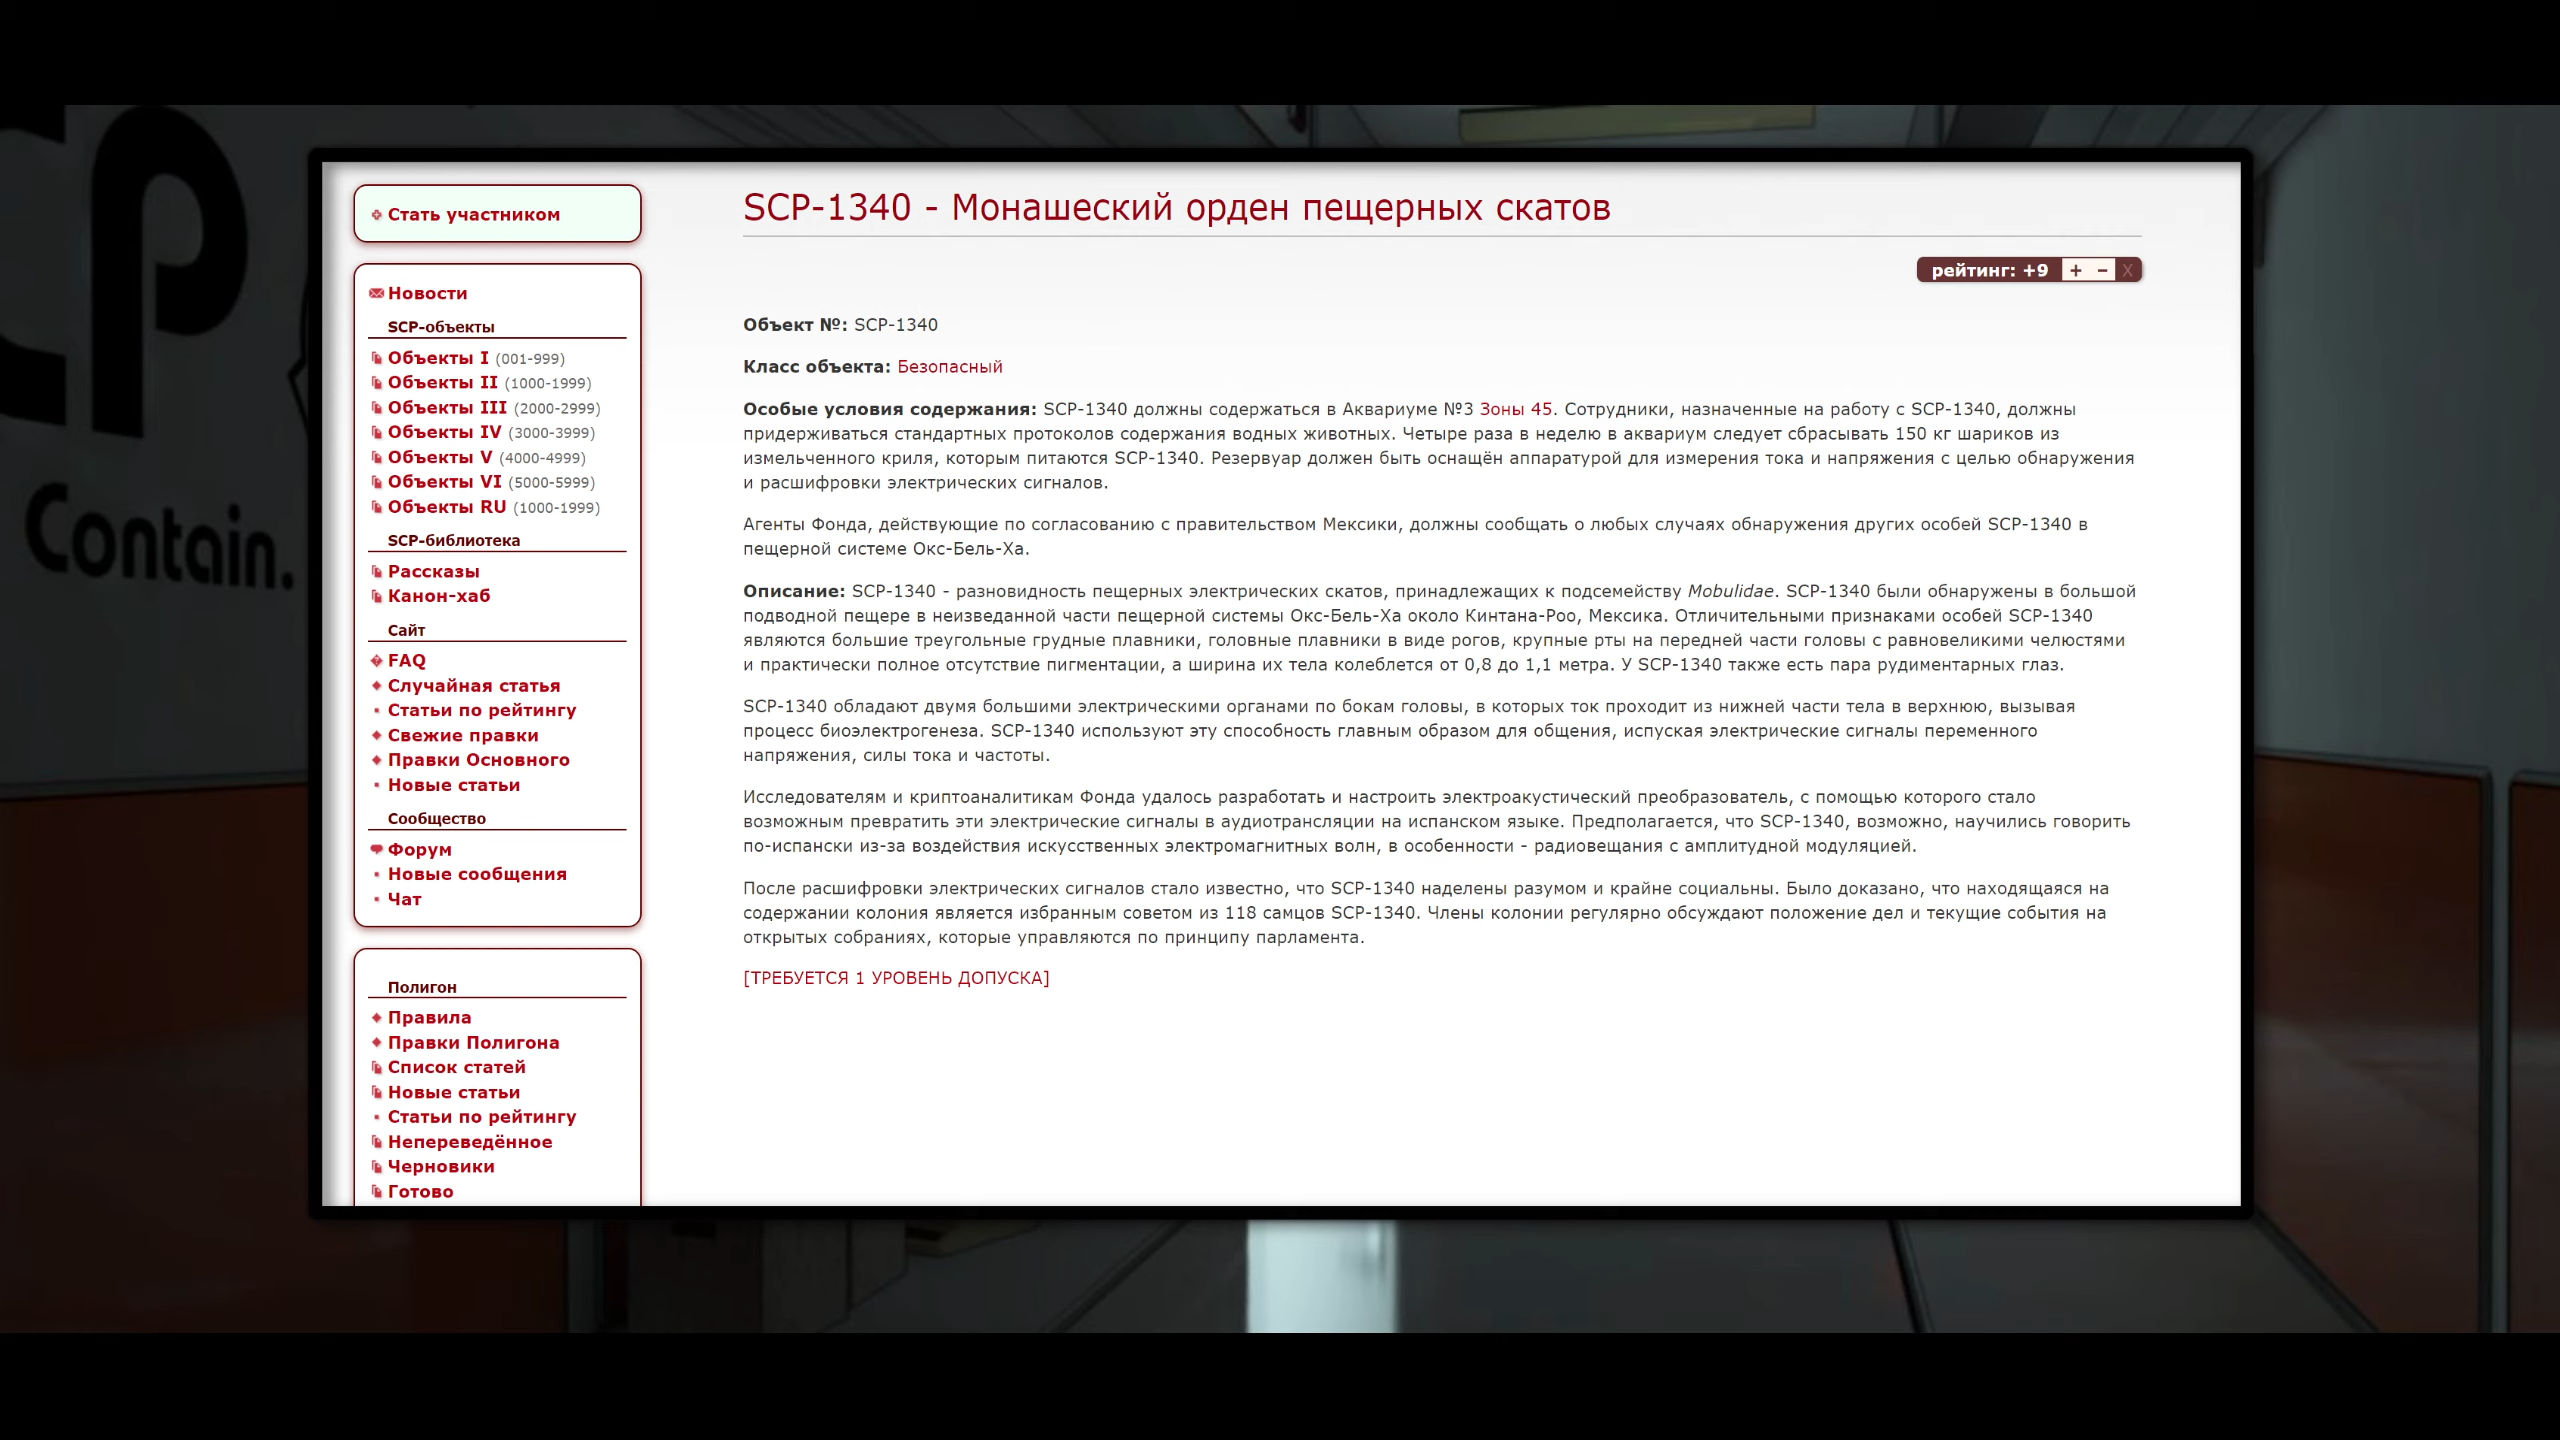 CP
Contain.
Стать участником
Новости
SCP-объекты
Объекты I (001-999)
Объекты II (1000-1999)
Объекты III (2000-2999)
Объекты IV (3000-3999)
Объекты V (4000-4999)
Объекты VI (5000-5999)
Объекты RU (1000-1999)
SCP-библиотека
Рассказы
Канон-хаб
Сайт
FAQ
Случайная статья
Статьи по рейтингу
Свежие правки
Правки Основного
Новые статьи
Сообщество
Форум
Новые сообщения
Чат
Полигон
Правила
Правки Полигона
Список статей
Новые статьи
Статьи по рейтингу
Непереведённое
Черновики
Готово
SCP-1340 - Монашеский орден пещерных скатов
рейтинг: +9 + – X
Объект №: SCP-1340
Класс объекта: Безопасный
Особые условия содержания: SCP-1340 должны содержаться в Аквариуме №3 Зоны 45. Сотрудники, назначенные на работу с SCP-1340, должны
придерживаться стандартных протоколов содержания водных животных. Четыре раза в неделю в аквариум следует сбрасывать 150 кг шариков из
измельченного криля, которым питаются SCP-1340. Резервуар должен быть оснащён аппаратурой для измерения тока и напряжения с целью обнаружения
и расшифровки электрических сигналов.
Агенты Фонда, действующие по согласованию с правительством Мексики, должны сообщать о любых случаях обнаружения других особей SCP-1340 в
пещерной системе Окс-Бель-Ха.
Описание: SCP-1340 - разновидность пещерных электрических скатов, принадлежащих к подсемейству Mobulidae. SCP-1340 были обнаружены в большой
подводной пещере в неизведанной части пещерной системы Окс-Бель-Ха около Кинтана-Роо, Мексика. Отличительными признаками особей SCP-1340
являются большие треугольные грудные плавники, головные плавники в виде рогов, крупные рты на передней части головы с равновеликими челюстями
и практически полное отсутствие пигментации, а ширина их тела колеблется от 0,8 до 1,1 метра. У SCP-1340 также есть пара рудиментарных глаз.
SCP-1340 обладают двумя большими электрическими органами по бокам головы, в которых ток проходит из нижней части тела в верхнюю, вызывая
процесс биоэлектрогенеза. SCP-1340 используют эту способность главным образом для общения, испуская электрические сигналы переменного
напряжения, силы тока и частоты.
Исследователям и криптоаналитикам Фонда удалось разработать и настроить электроакустический преобразователь, с помощью которого стало
возможным превратить эти электрические сигналы в аудиотрансляции на испанском языке. Предполагается, что SCP-1340, возможно, научились говорить
по-испански из-за воздействия искусственных электромагнитных волн, в особенности - радиовещания с амплитудной модуляцией.
После расшифровки электрических сигналов стало известно, что SCP-1340 наделены разумом и крайне социальны. Было доказано, что находящаяся на
содержании колония является избранным советом из 118 самцов SCP-1340. Члены колонии регулярно обсуждают положение дел и текущие события на
открытых собраниях, которые управляются по принципу парламента.
[ТРЕБУЕТСЯ 1 УРОВЕНЬ ДОПУСКА]